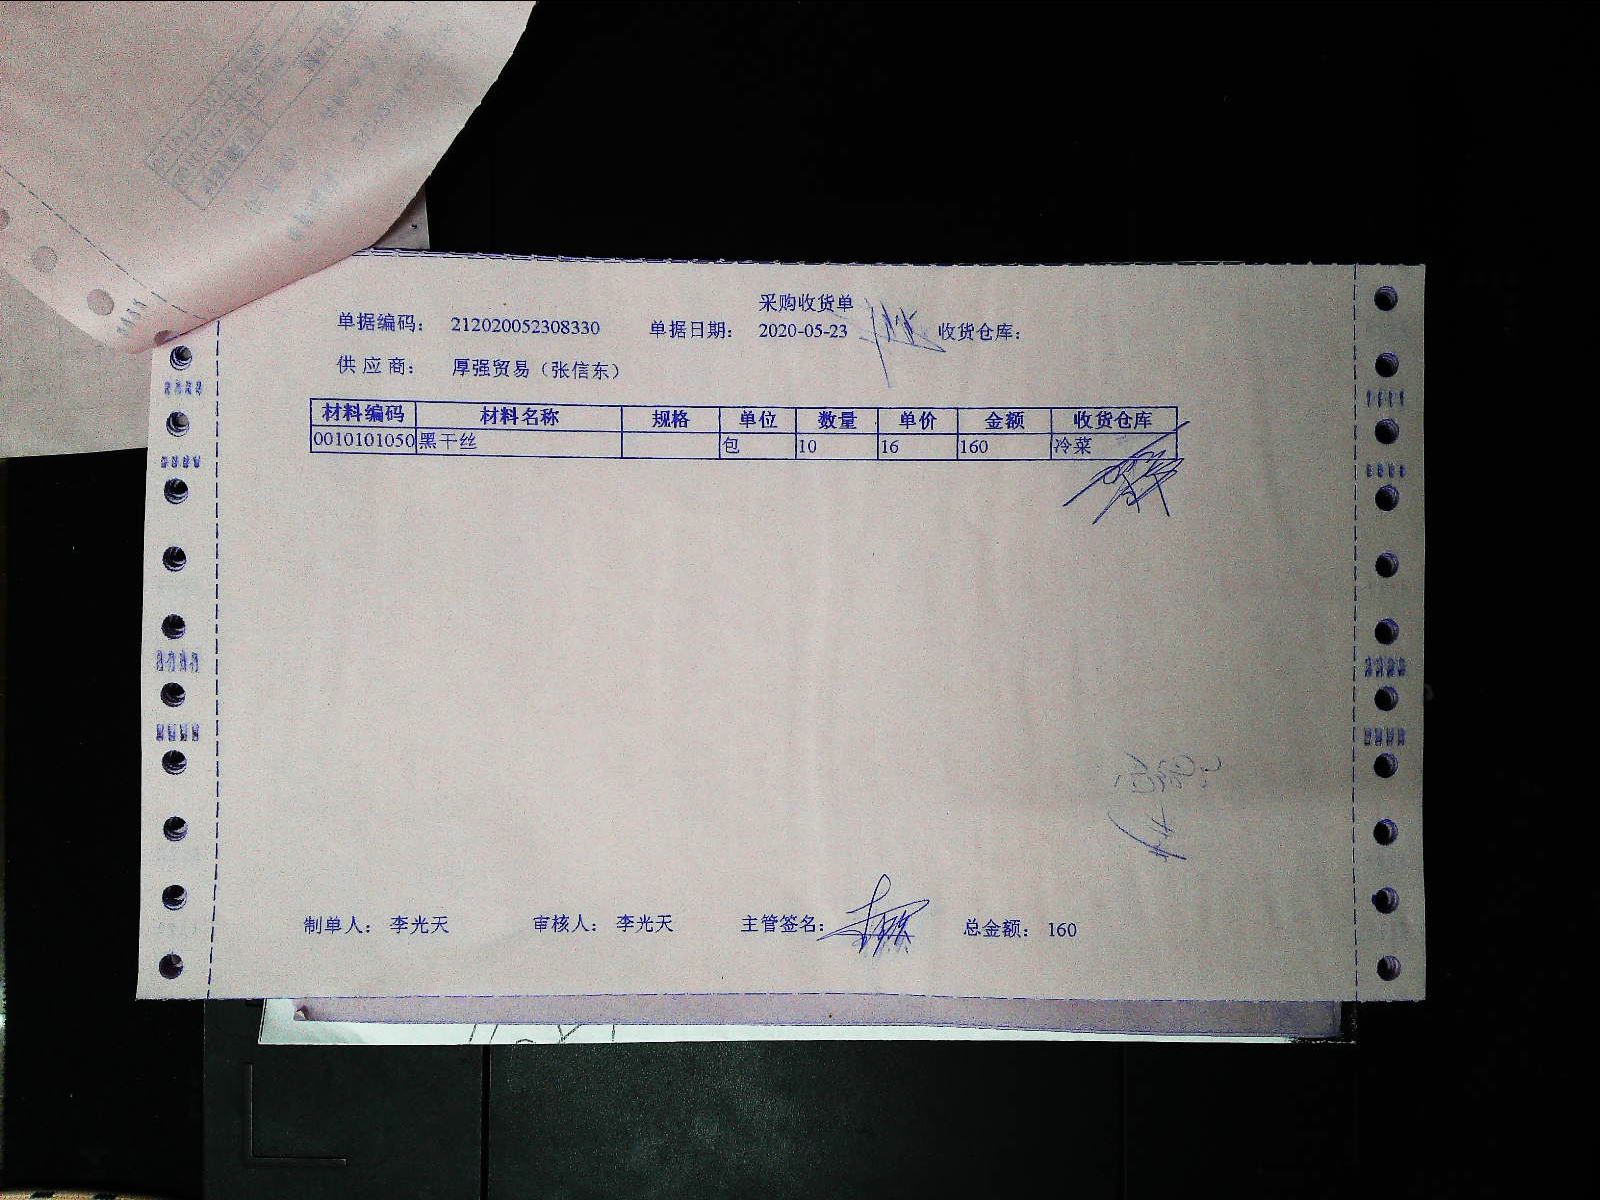 采购收货单
单据编码: 212020052308330 单据日期: 2020-05-23 收货仓库:
供应商: 厚强贸易（张信东）
材料编码 材料名称 规格 单位 数量 单价 金额 收货仓库
0010101050 黑干丝 包 10 16 160 冷菜
制单人: 李光天 审核人: 李光天 主管签名: 总金额: 160